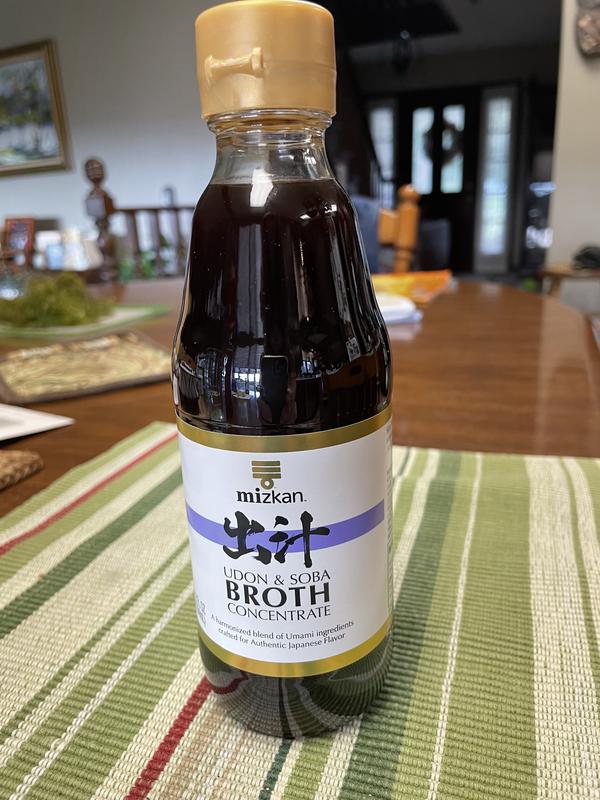 mizkan.
出汁
UDON & SOBA
BROTH
CONCENTRATE
A harmonized blend of Umami ingredients
crafted for Authentic Japanese Flavor